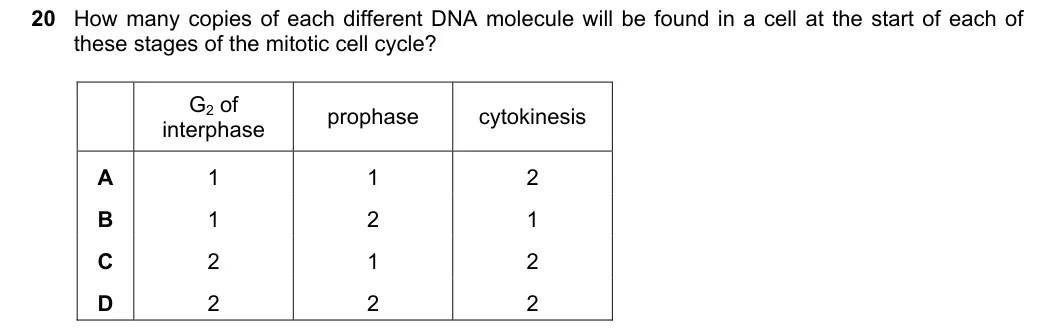 20 How many copies of each different DNA molecule will be found in a cell at the start of each of
these stages of the mitotic cell cycle?
G₂ of
interphase prophase cytokinesis
A 1 1 2
B 1 2 1
C 2 1 2
D 2 2 2